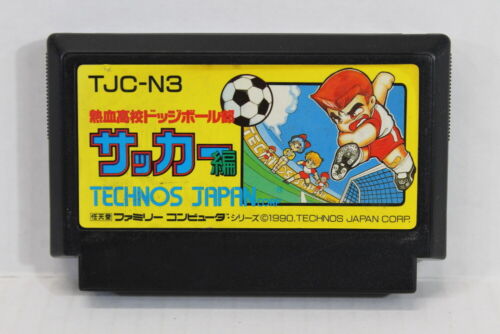 TJC-N3
熱血高校ドッジボール部
サッカー編
TECHNOS JAPAN CORP.
任天堂 ファミリー コンピュータ シリーズ©1990, TECHNOS JAPAN CORP.